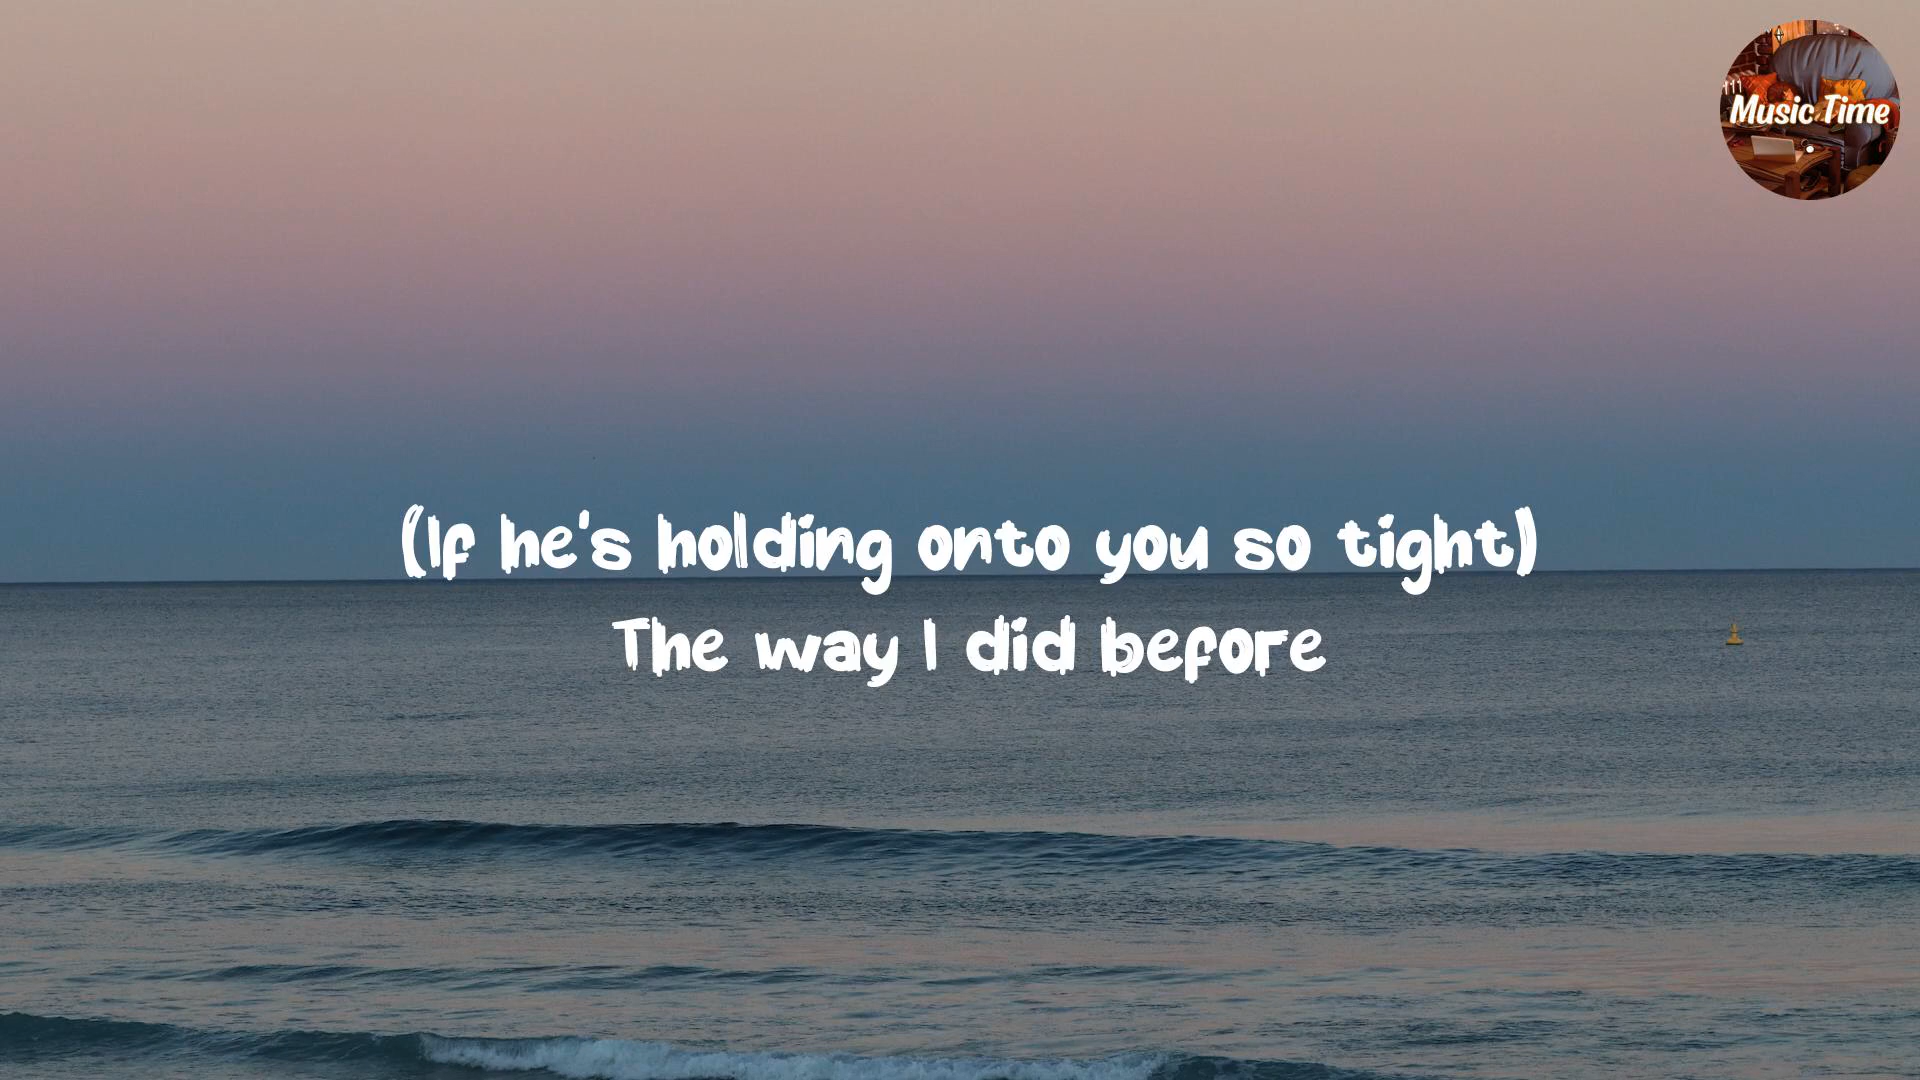 Music Time
(If he's holding onto you so tight)
The way I did before